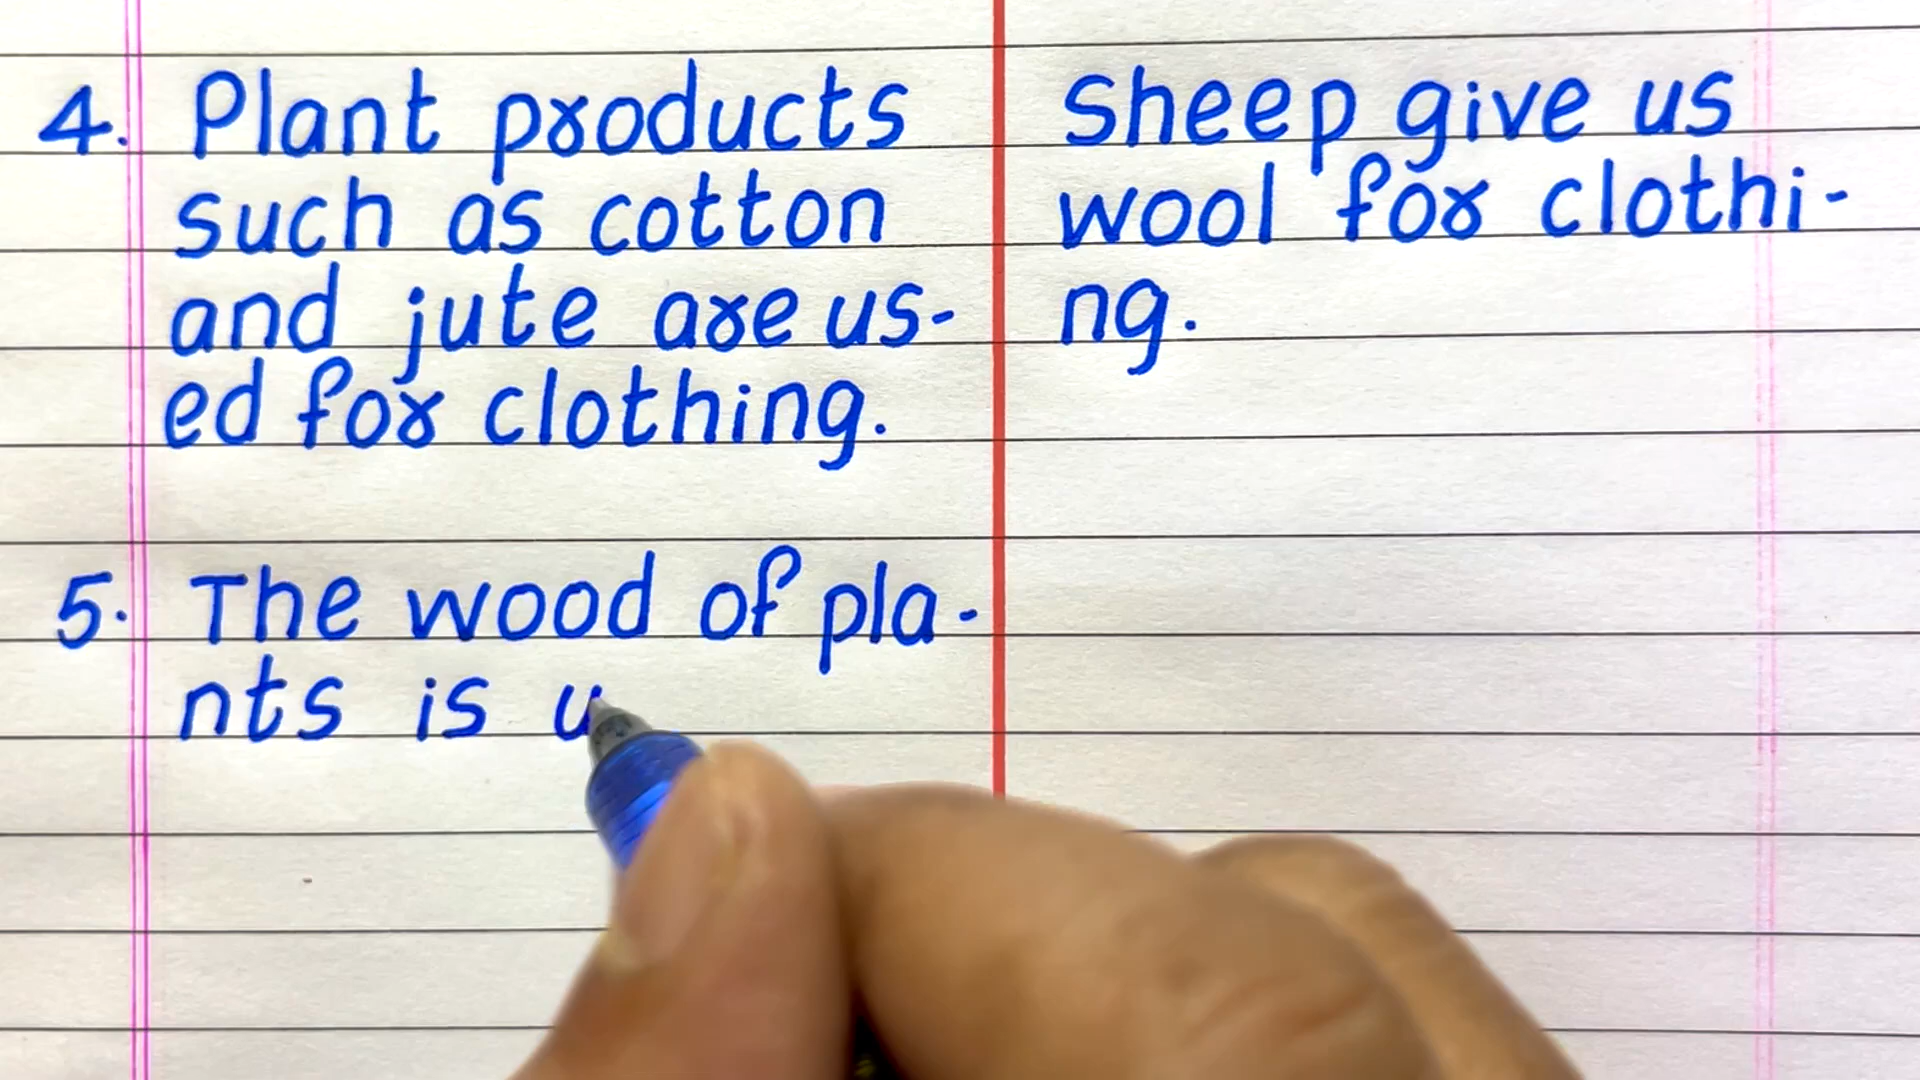 4. Plant products
such as cotton
and jute are us-
ed for clothing.
5. The wood of pla-
nts is u
Sheep give us
wool for clothi-
ng.